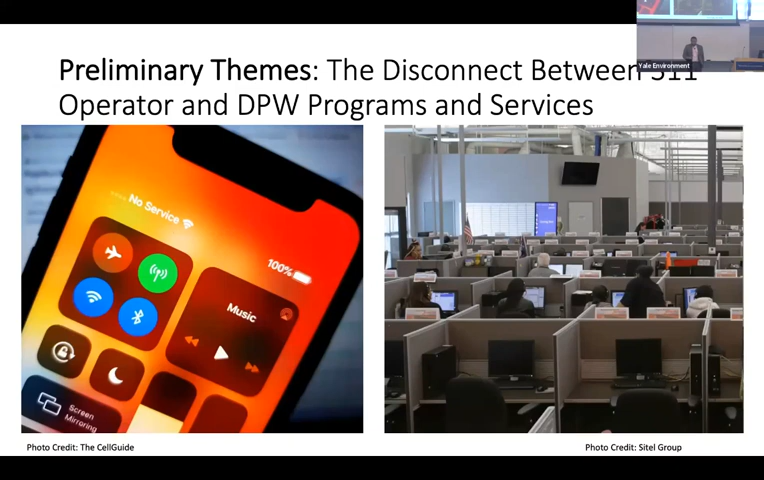 Yale Environment
Preliminary Themes: The Disconnect Between 311
Operator and DPW Programs and Services
No Service
100%
Music
Screen
Mirroring
Photo Credit: The CellGuide
Photo Credit: Sitel Group